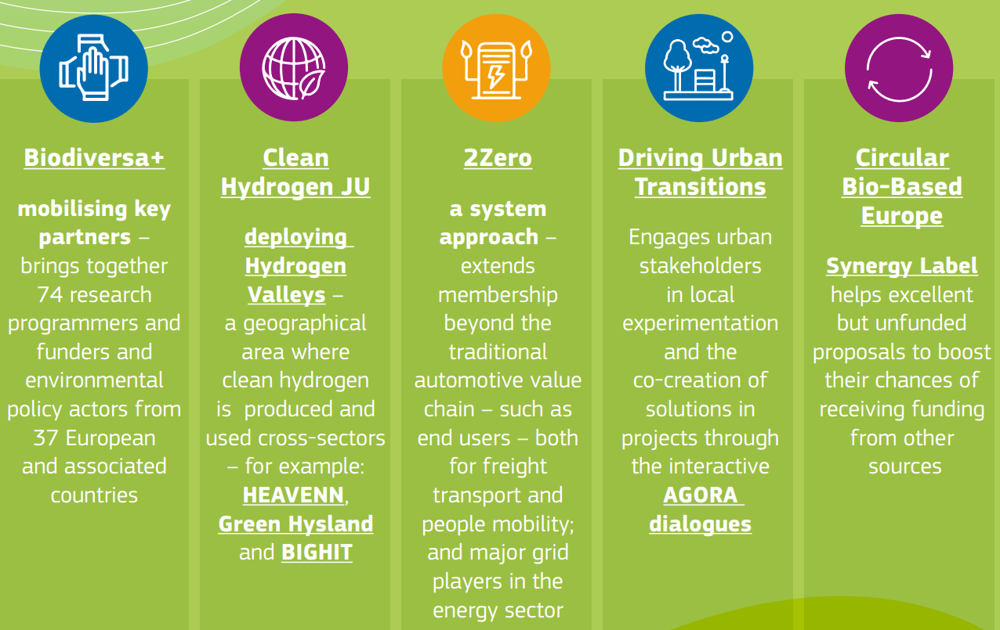 Biodiversa+
mobilising key
partners –
brings together
74 research
programmers and
funders and
environmental
policy actors from
37 European
and associated
countries
Clean
Hydrogen JU
deploying
Hydrogen
Valleys –
a geographical
area where
clean hydrogen
is  produced and
used cross-sectors
– for example:
HEAVENN,
Green Hysland
and BIGHIT
2Zero
a system
approach –
extends
membership
beyond the
traditional
automotive value
chain – such as
end users – both
for freight
transport and
people mobility;
and major grid
players in the
energy sector
Driving Urban
Transitions
Engages urban
stakeholders
in local
experimentation
and the
co-creation of
solutions in
projects through
the interactive
AGORA
dialogues
Circular
Bio-Based
Europe
Synergy Label
helps excellent
but unfunded
proposals to boost
their chances of
receiving funding
from other
sources